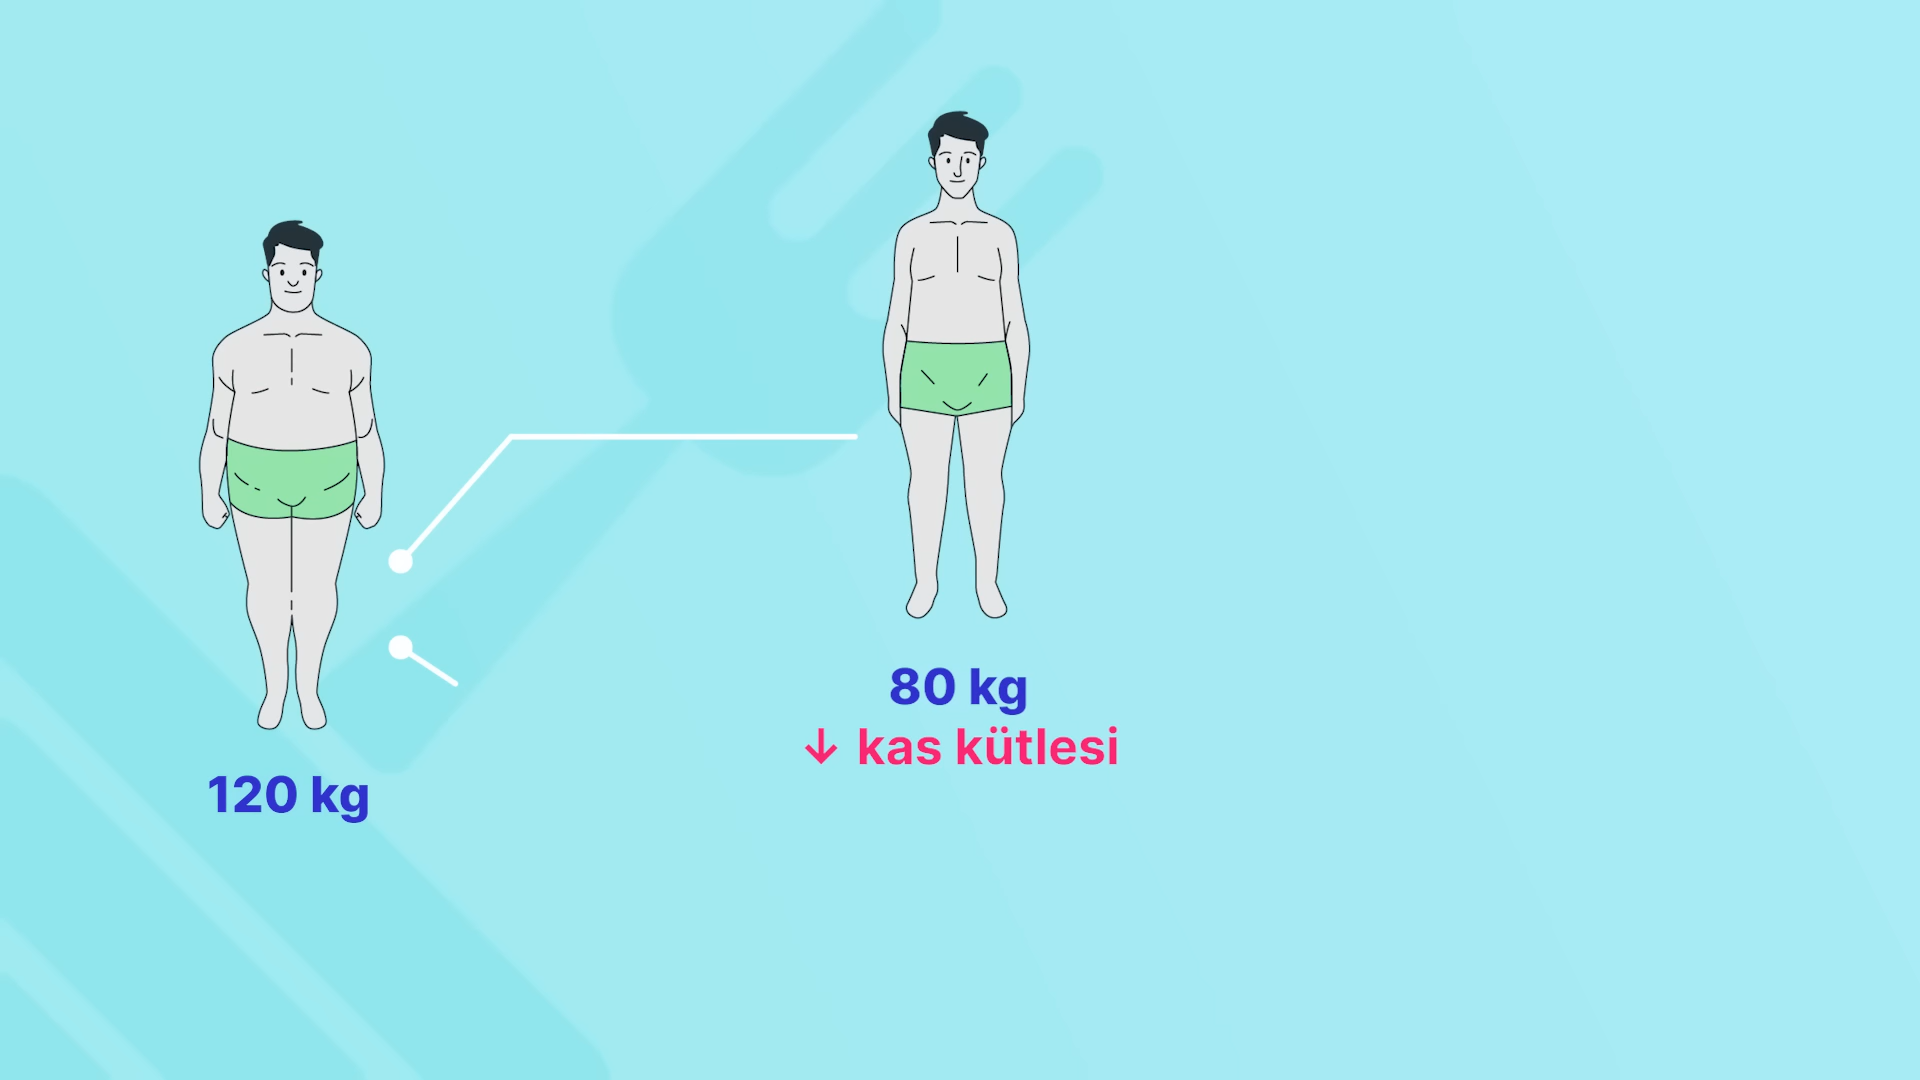 120 kg
80 kg
↓ kas kütlesi